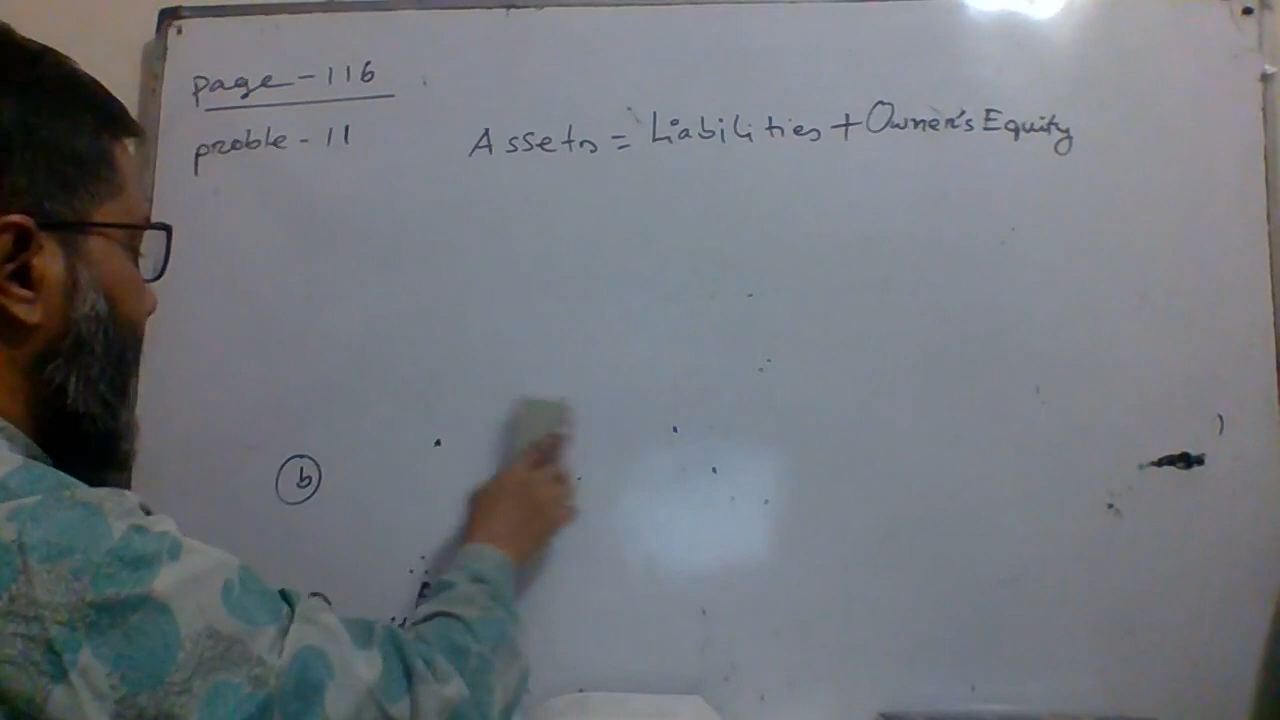 page - 116
proble - 11
Assets = Liabilities + Owner's Equity
b